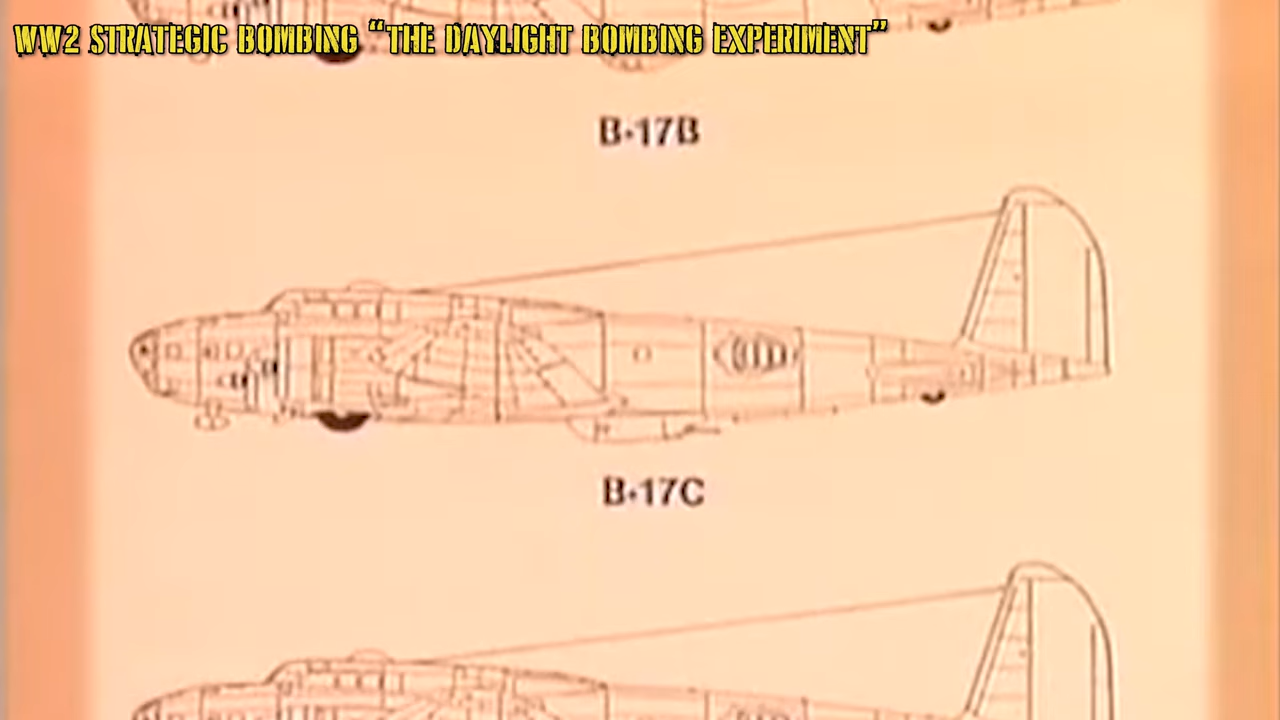 WW2 STRATEGIC BOMBING “THE DAYLIGHT BOMBING EXPERIMENT”
B·17B
B·17C